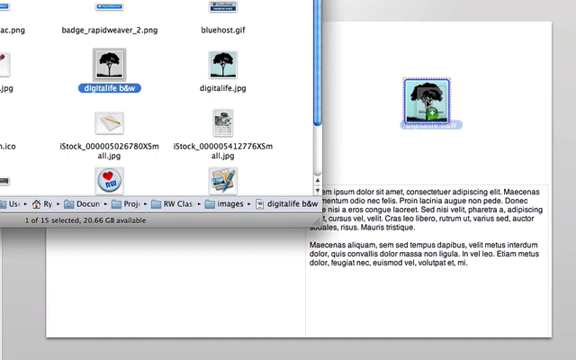 ac.png
badge_rapidweaver_2.png
bluehost.gif
.jpg
digitalife b&w
digitalife.jpg
digitalife b&w
m.ico
iStock_000005026780XSm
all.jpg
iStock_000005412776XSm
all.jpg
Us
Ry
Docun
Proj
RW Clas
images
digitalife b&w
1 of 15 selected, 20.66 GB available
em ipsum dolor sit amet, consectetuer adipiscing elit. Maecenas
mentum odio nec ipsum. Proin lacinia augue non pede. Donec
nisi a eros congue laoreet. Sed nisi velit, pharetra a, adipiscing
t, cursus vel, velit. Cras leo libero, rutrum ut, varius sed,
sodales, risus. Mauris tristique.
Maecenas aliquam, sem sed tempus dapibus, velit metus interdum
dolor, quis convallis dolor massa non ligula. In vel leo. Etiam metus
dolor, feugiat nec, euismod vel, volutpat et, mi.